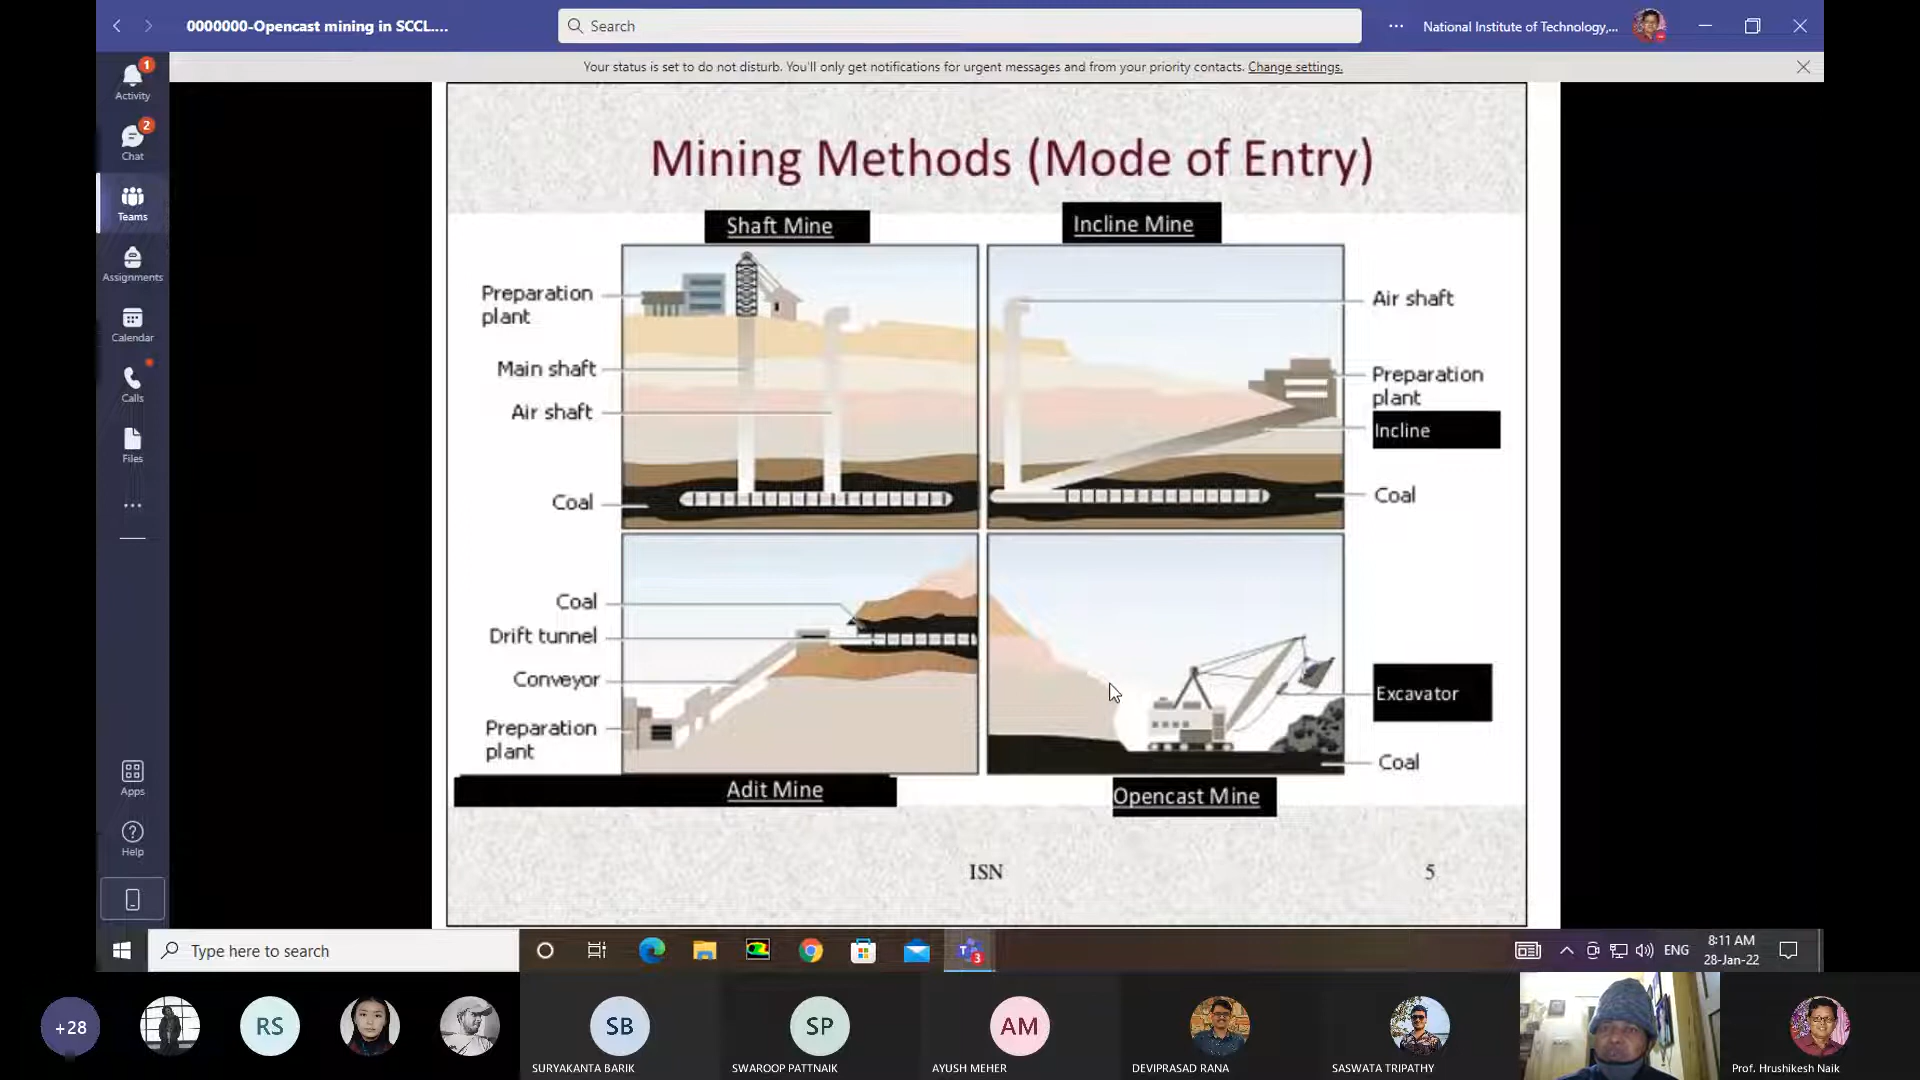 0000000-Opencast mining in SCCL....
Search
National Institute of Technology,...
Your status is set to do not disturb. You'll only get notifications for urgent messages and from your priority contacts. Change settings.
1
Activity
2
Chat
Teams
Assignments
Calendar
Calls
Files
Apps
Help
Mining Methods (Mode of Entry)
Shaft Mine
Incline Mine
Preparation
plant
Main shaft
Air shaft
Coal
Air shaft
Preparation
plant
Incline
Coal
Coal
Drift tunnel
Conveyor
Preparation
plant
Excavator
Coal
Adit Mine
Opencast Mine
ISN
5
Type here to search
3
ENG
8:11 AM
28-Jan-22
+28
RS
SB
SURYAKANTA BARIK
SP
SWAROOP PATTNAIK
AM
AYUSH MEHER
DEVIPRASAD RANA
SASWATA TRIPATHY
Prof. Hrushikesh Naik